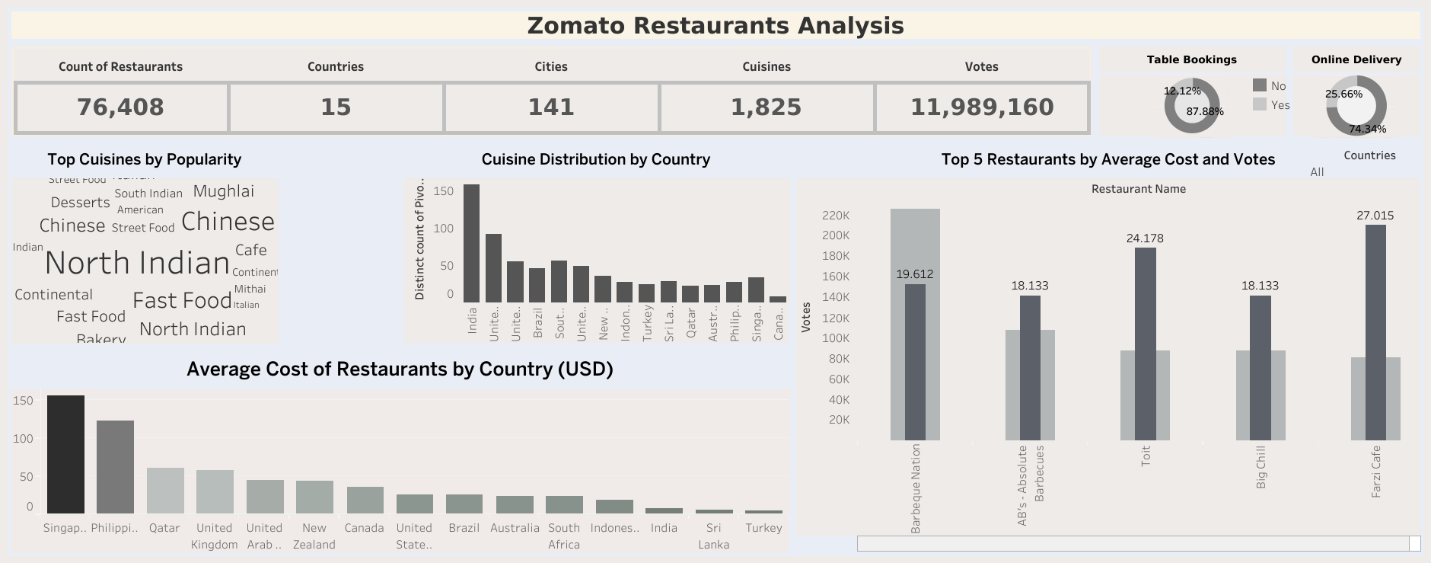 Zomato Restaurants Analysis
Count of Restaurants
Countries
Cities
Cuisines
Votes
76,408
15
141
1,825
11,989,160
Table Bookings
12.12%
87.88%
No
Yes
Online Delivery
25.66%
74.34%
Top Cuisines by Popularity
Street Food
South Indian
Mughlai
Desserts
American
Chinese
Street Food
Chinese
Indian
North Indian
Cafe
Continent
Continental
Fast Food
Mithai
Italian
Fast Food
North Indian
Bakery
Cuisine Distribution by Country
Distinct count of Pivo..
150
100
50
0
India
Unite..
Unite..
Brazil
Sout..
Unite..
New ..
Indon..
Turkey
Sri La..
Qatar
Austr..
Philip..
Singa..
Cana..
Top 5 Restaurants by Average Cost and Votes
Countries
All
Restaurant Name
Votes
220K
200K
180K
160K
140K
120K
100K
80K
60K
40K
20K
19.612
18.133
24.178
18.133
27.015
Barbeque Nation
AB's - Absolute
Barbecues
Toit
Big Chill
Farzi Cafe
Average Cost of Restaurants by Country (USD)
150
100
50
0
Singap..
Philippi..
Qatar
United
Kingdom
United
Arab ..
New
Zealand
Canada
United
State..
Brazil
Australia
South
Africa
Indones..
India
Sri
Lanka
Turkey